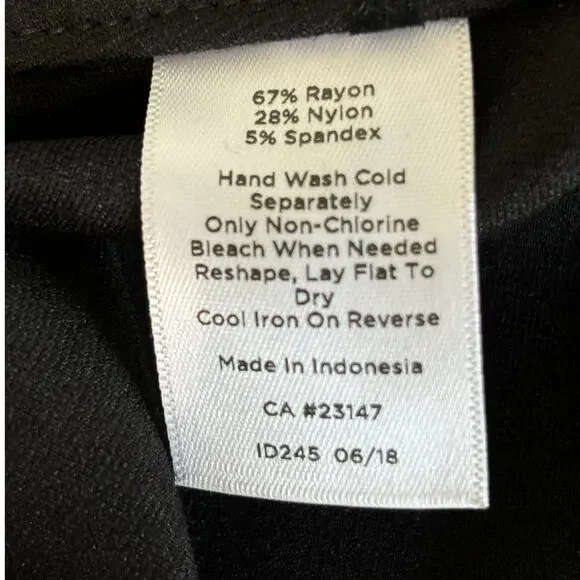 67% Rayon
28% Nylon
5% Spandex
Hand Wash Cold
Separately
Only Non-Chlorine
Bleach When Needed
Reshape, Lay Flat To
Dry
Cool Iron On Reverse
Made In Indonesia
CA #23147
ID245 06/18